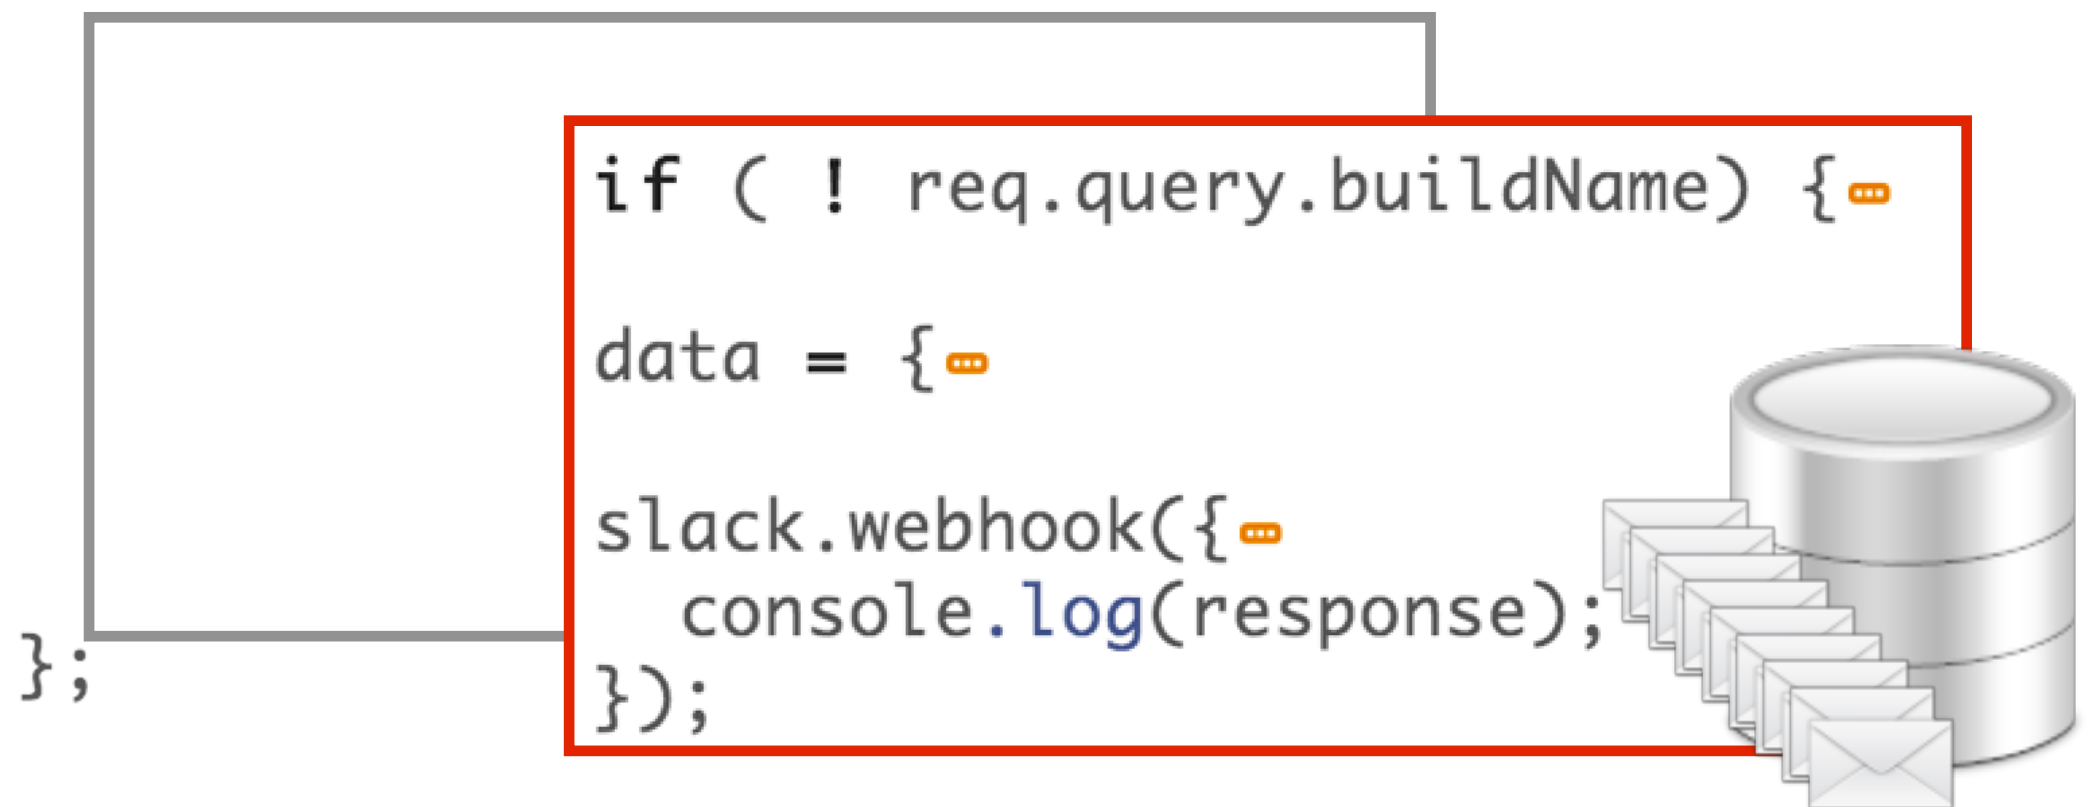 if ( ! req.query.buildName) {
data = {
slack.webhook({
console.log(response);
});
};